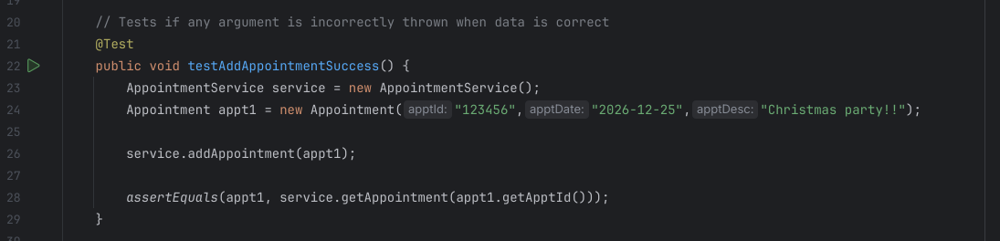 19
20 // Tests if any argument is incorrectly thrown when data is correct
21 @Test
22 public void testAddAppointmentSuccess() {
23 AppointmentService service = new AppointmentService();
24 Appointment appt1 = new Appointment( apptId: "123456", apptDate: "2026-12-25", apptDesc: "Christmas party!!");
25
26 service.addAppointment(appt1);
27
28 assertEquals(appt1, service.getAppointment(appt1.getApptId()));
29 }
30